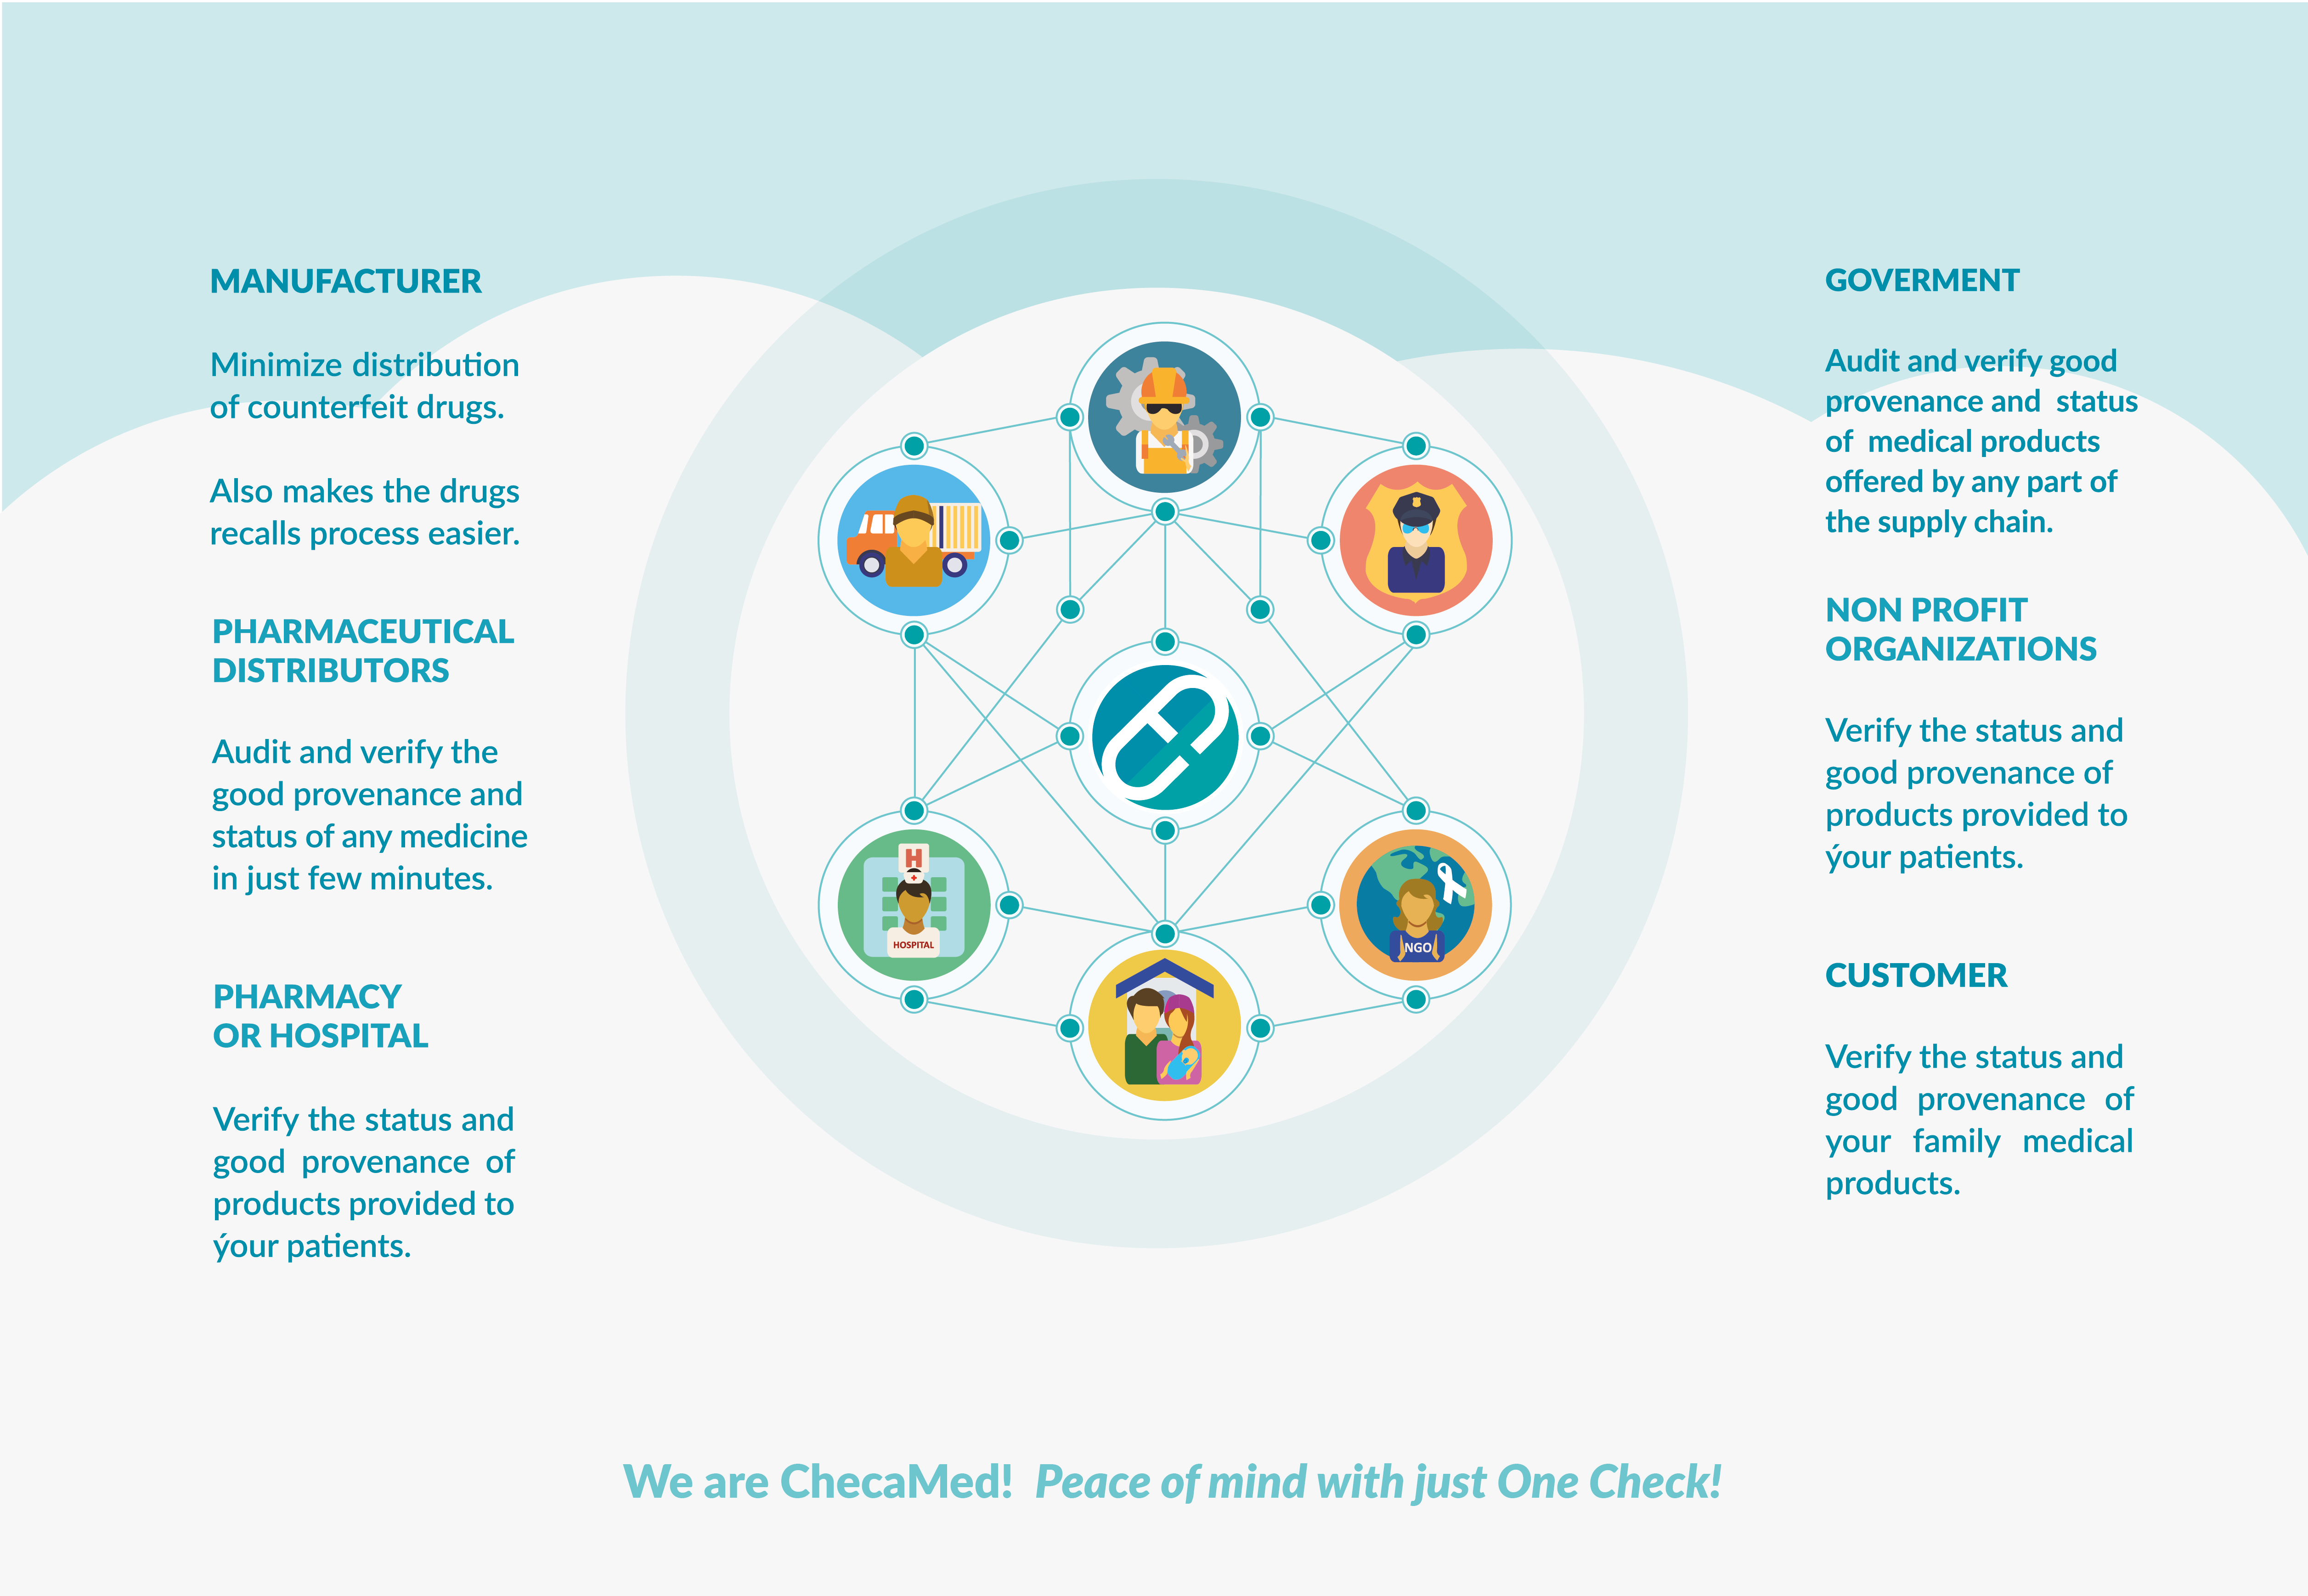 MANUFACTURER
Minimize distribution
of counterfeit drugs.
Also makes the drugs
recalls process easier.
PHARMACEUTICAL
DISTRIBUTORS
Audit and verify the
good provenance and
status of any medicine
in just few minutes.
PHARMACY
OR HOSPITAL
Verify the status and
good provenance of
products provided to
ýour patients.
H
HOSPITAL
NGO
GOVERMENT
Audit and verify good
provenance and status
of medical products
offered by any part of
the supply chain.
NON PROFIT
ORGANIZATIONS
Verify the status and
good provenance of
products provided to
ýour patients.
CUSTOMER
Verify the status and
good provenance of
your family medical
products.
We are ChecaMed! Peace of mind with just One Check!